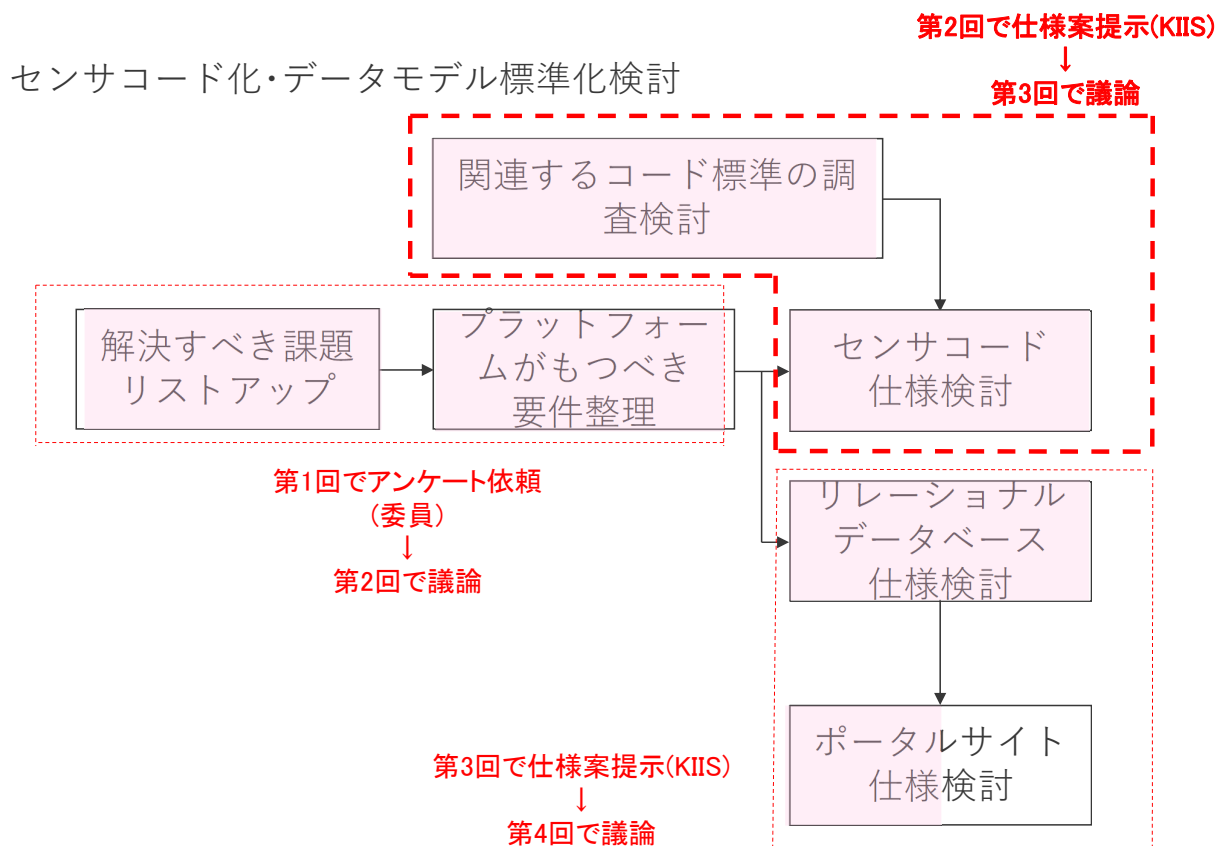 第2回で仕様案提示(KIIS)
↓
第3回で議論
センサコード化・データモデル標準化検討
関連するコード標準の調
査検討
解決すべき課題
リストアップ
プラットフォー
ムがもつべき
要件整理
センサコード
仕様検討
第1回でアンケート依頼
(委員)
↓
第2回で議論
リレーショナル
データベース
仕様検討
ポータルサイト
仕様検討
第3回で仕様案提示(KIIS)
↓
第4回で議論